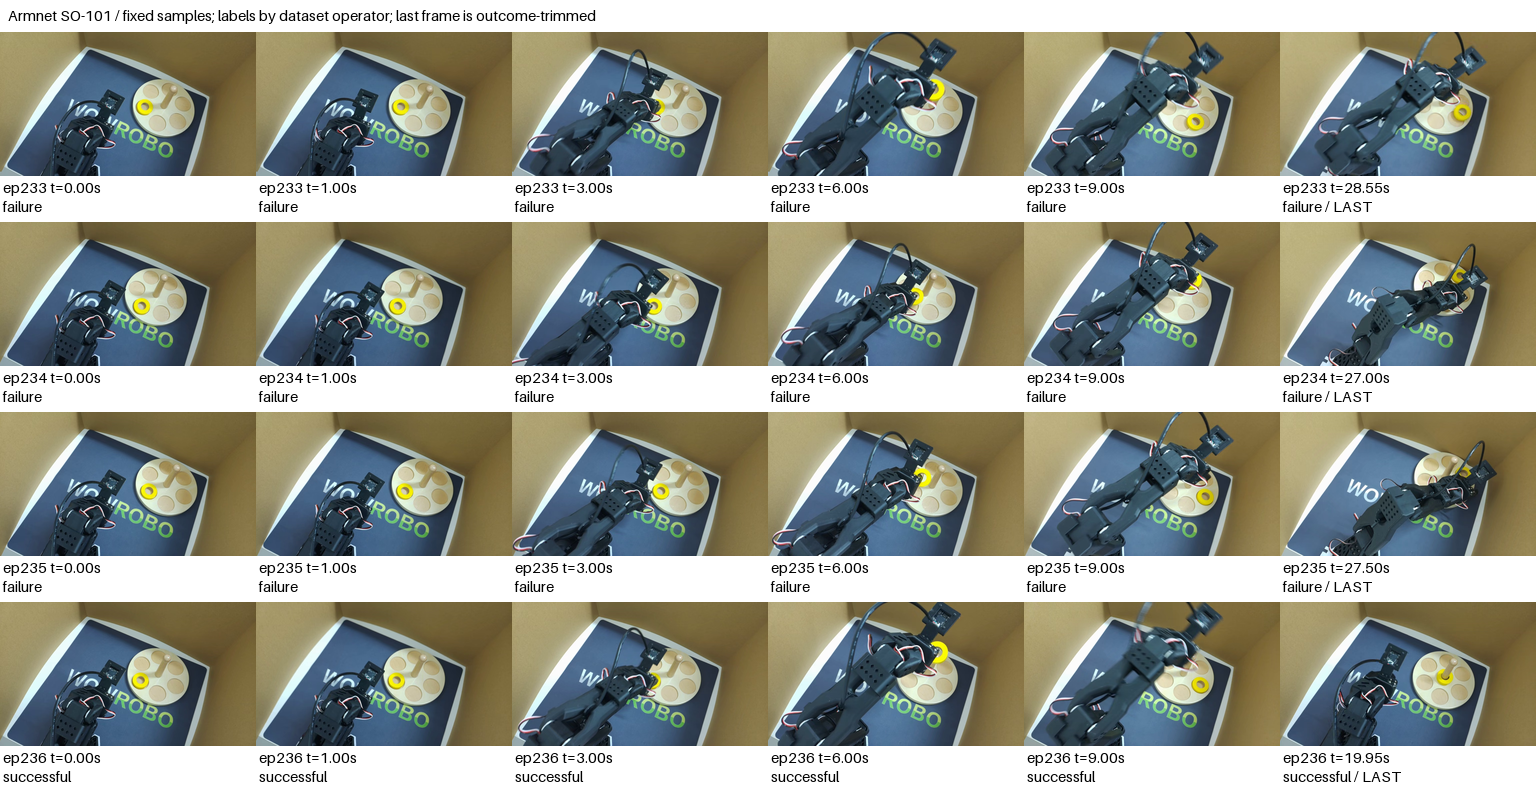 Armnet SO-101 / fixed samples; labels by dataset operator; last frame is outcome-trimmed
ep233 t=0.00s
failure
ep233 t=1.00s
failure
ep233 t=3.00s
failure
ep233 t=6.00s
failure
ep233 t=9.00s
failure
ep233 t=28.55s
failure / LAST
ep234 t=0.00s
failure
ep234 t=1.00s
failure
ep234 t=3.00s
failure
ep234 t=6.00s
failure
ep234 t=9.00s
failure
ep234 t=27.00s
failure / LAST
ep235 t=0.00s
failure
ep235 t=1.00s
failure
ep235 t=3.00s
failure
ep235 t=6.00s
failure
ep235 t=9.00s
failure
ep235 t=27.50s
failure / LAST
ep236 t=0.00s
successful
ep236 t=1.00s
successful
ep236 t=3.00s
successful
ep236 t=6.00s
successful
ep236 t=9.00s
successful
ep236 t=19.95s
successful / LAST